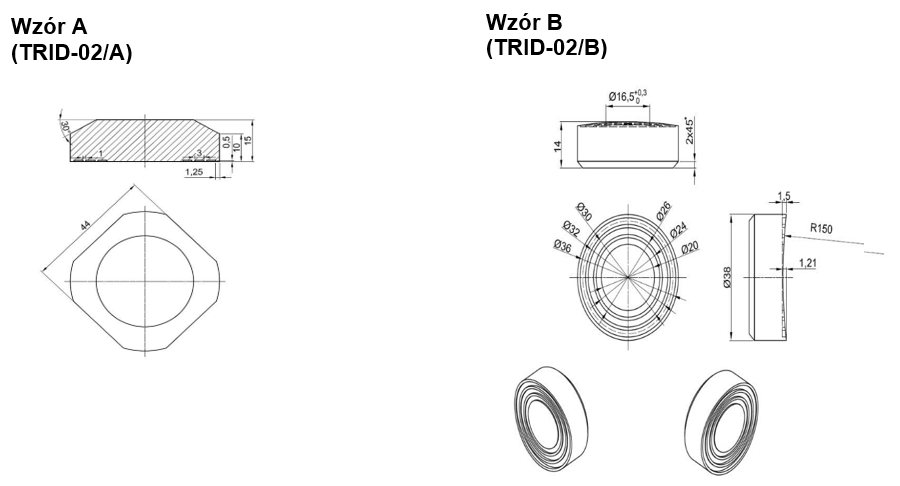 Wzór A
(TRID-02/A)
Wzór B
(TRID-02/B)
30°
1
3
0,5
10
15
1,25
44
Ø16,5 +0,3 0
14
2x45°
Ø30
Ø32
Ø36
Ø26
Ø24
Ø20
1,5
R150
1,21
Ø38